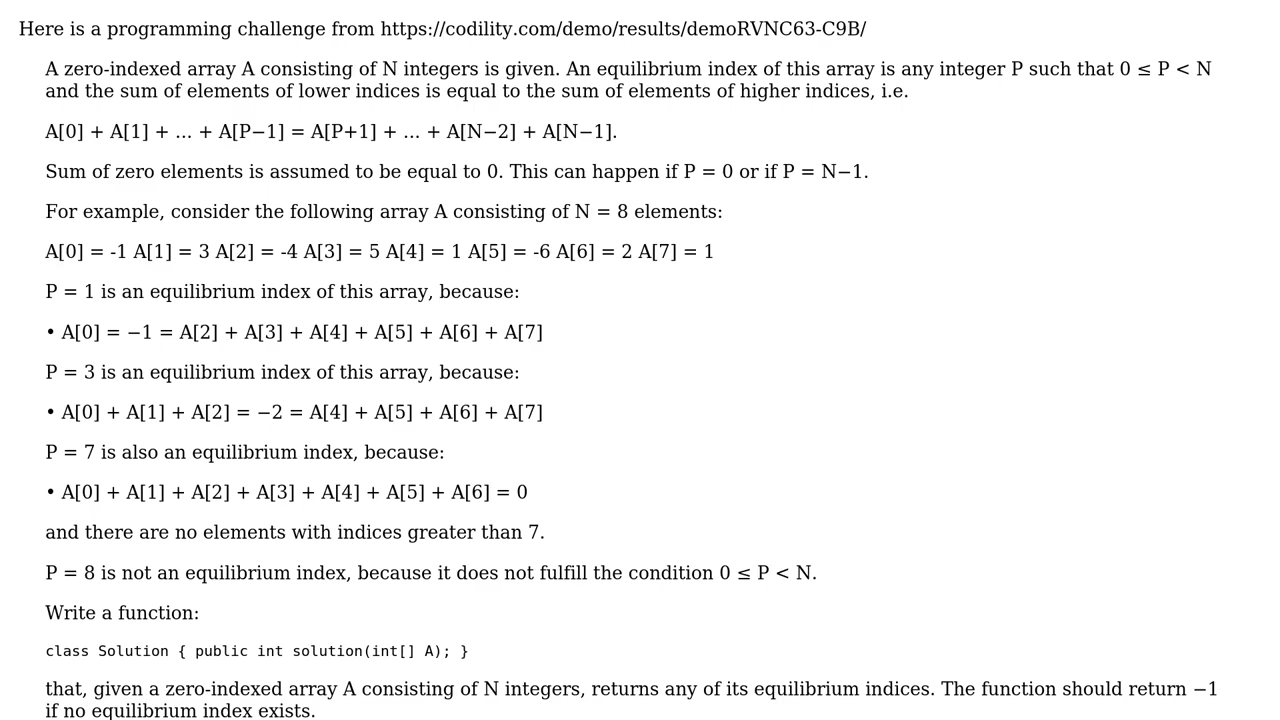 Here is a programming challenge from https://codility.com/demo/results/demoRVNC63-C9B/
A zero-indexed array A consisting of N integers is given. An equilibrium index of this array is any integer P such that 0 ≤ P < N
and the sum of elements of lower indices is equal to the sum of elements of higher indices, i.e.
A[0] + A[1] + ... + A[P−1] = A[P+1] + ... + A[N−2] + A[N−1].
Sum of zero elements is assumed to be equal to 0. This can happen if P = 0 or if P = N−1.
For example, consider the following array A consisting of N = 8 elements:
A[0] = -1 A[1] = 3 A[2] = -4 A[3] = 5 A[4] = 1 A[5] = -6 A[6] = 2 A[7] = 1
P = 1 is an equilibrium index of this array, because:
• A[0] = −1 = A[2] + A[3] + A[4] + A[5] + A[6] + A[7]
P = 3 is an equilibrium index of this array, because:
• A[0] + A[1] + A[2] = −2 = A[4] + A[5] + A[6] + A[7]
P = 7 is also an equilibrium index, because:
• A[0] + A[1] + A[2] + A[3] + A[4] + A[5] + A[6] = 0
and there are no elements with indices greater than 7.
P = 8 is not an equilibrium index, because it does not fulfill the condition 0 ≤ P < N.
Write a function:
class Solution { public int solution(int[] A); }
that, given a zero-indexed array A consisting of N integers, returns any of its equilibrium indices. The function should return −1
if no equilibrium index exists.